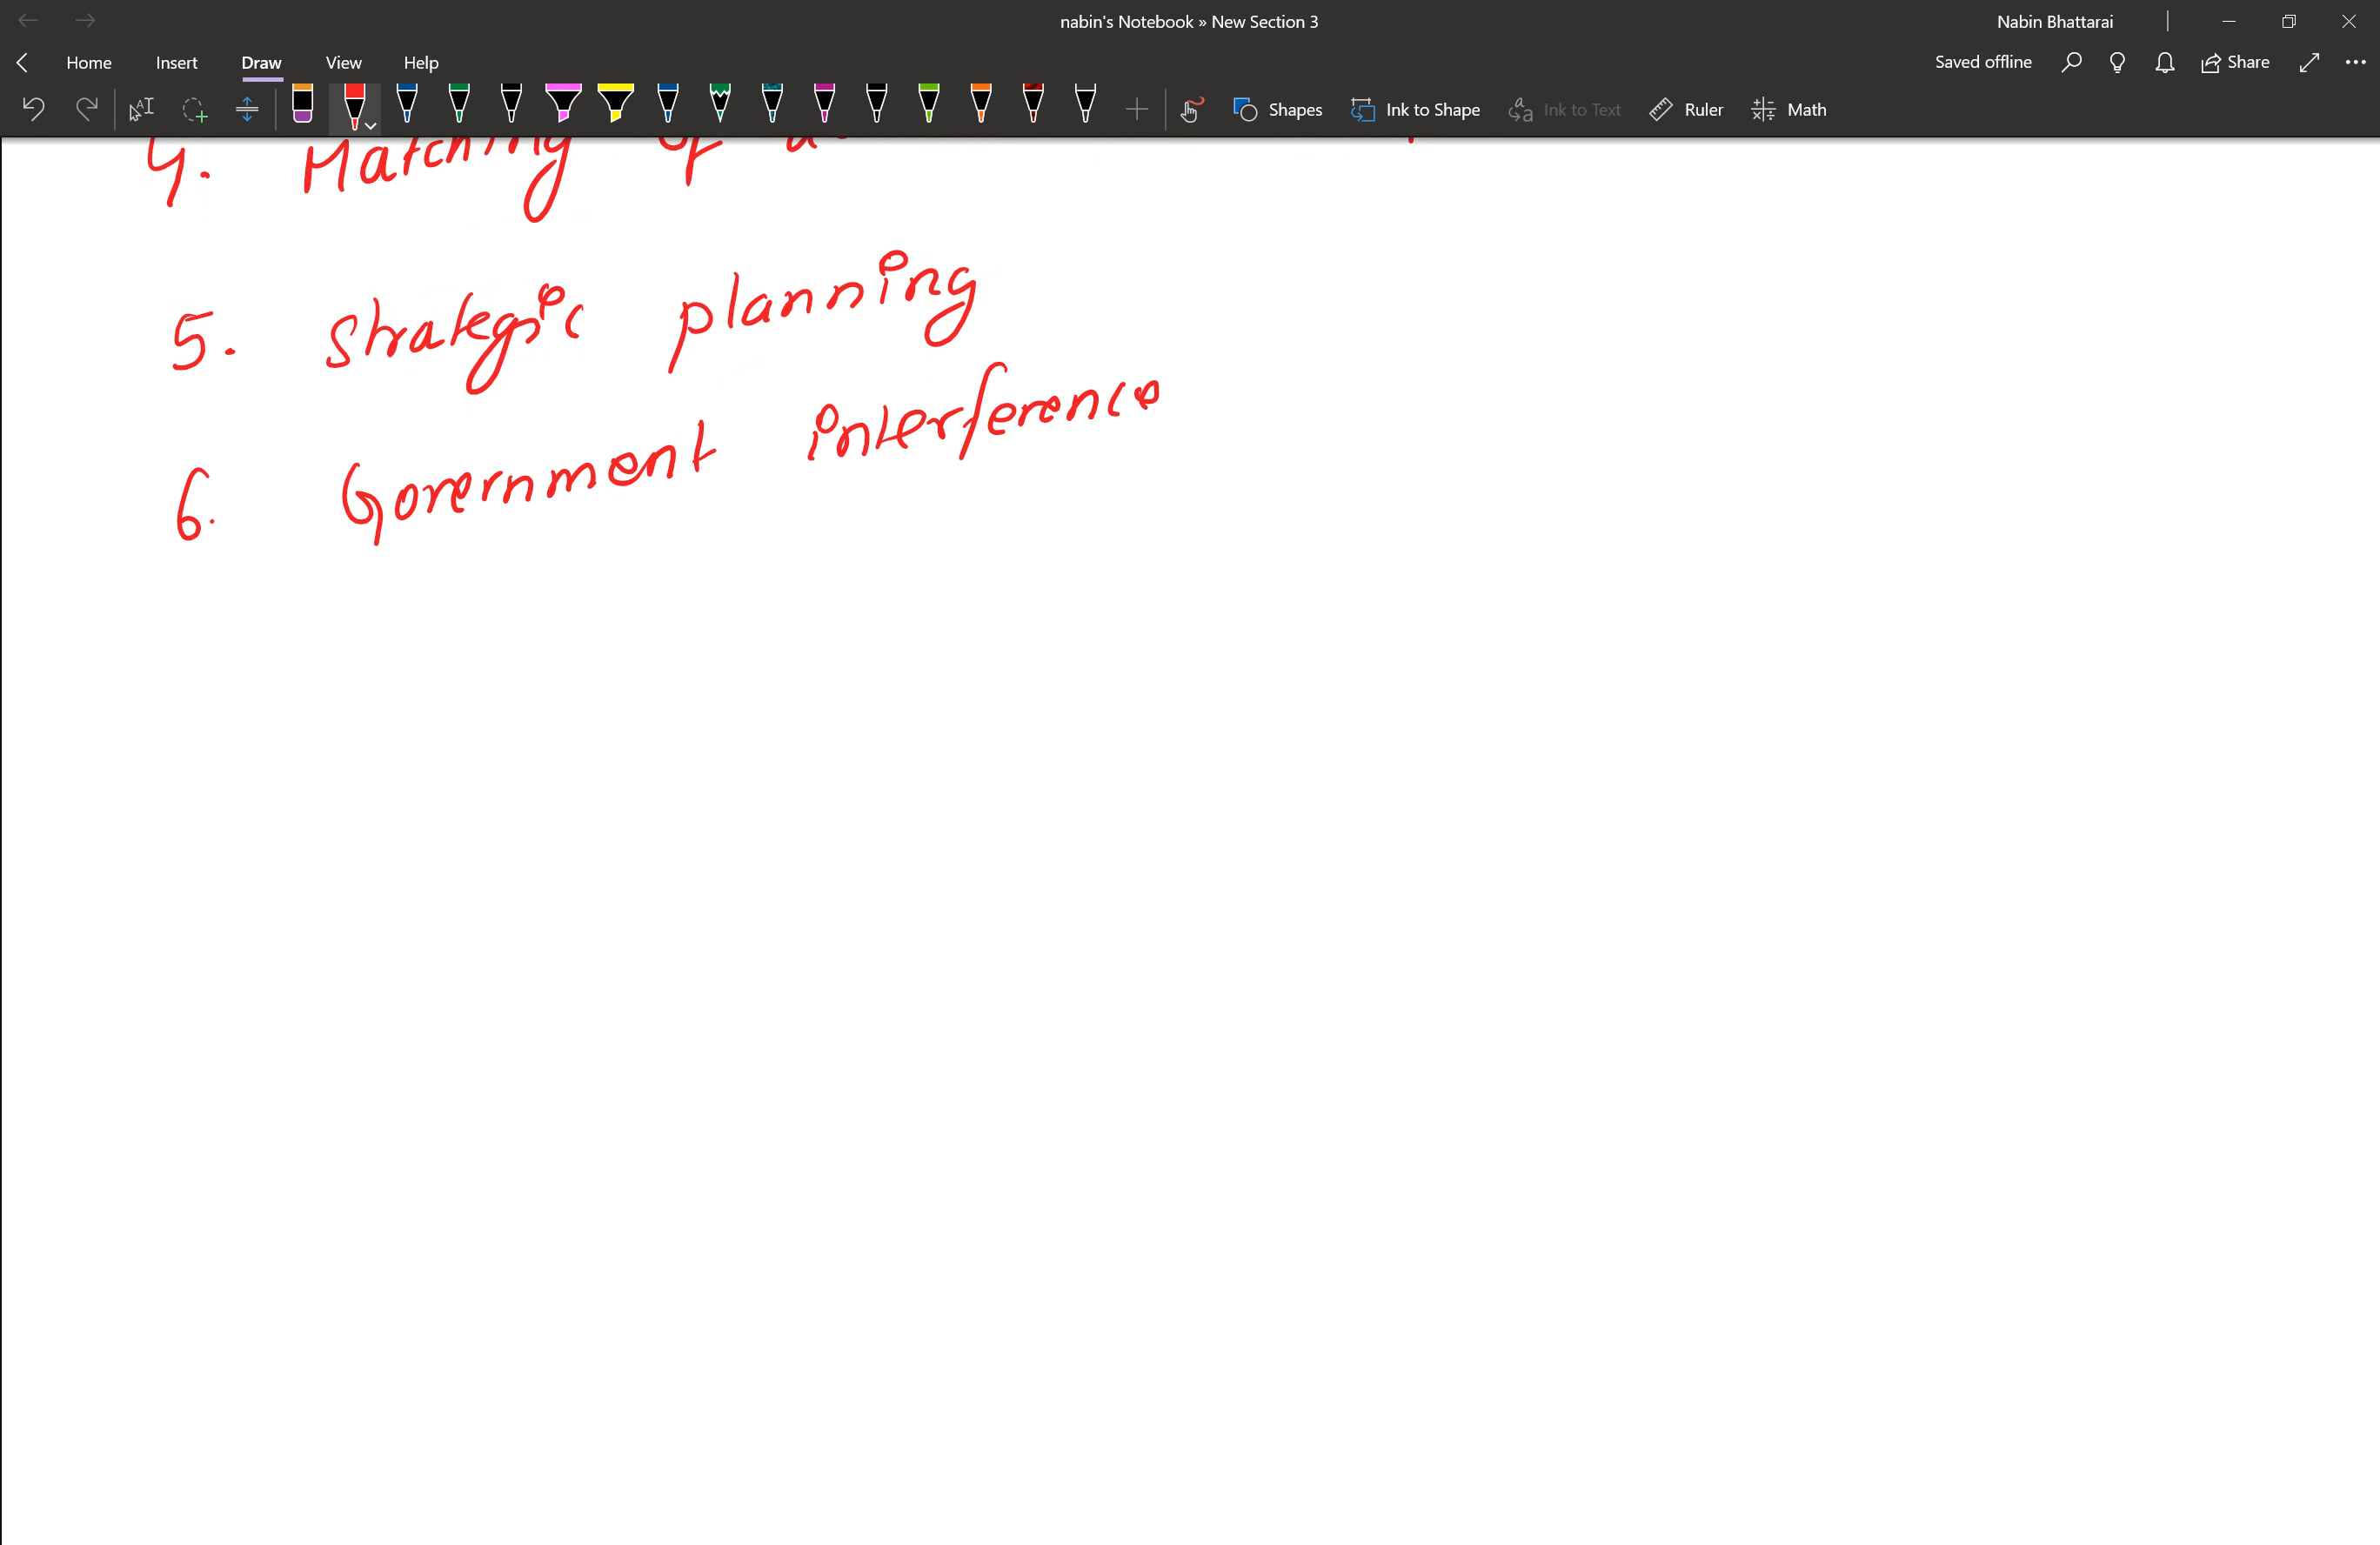 nabin's Notebook » New Section 3
Nabin Bhattarai
Home Insert Draw View Help
Saved offline
Share
Shapes Ink to Shape Ink to Text Ruler Math
4. Matching of
5. Strategic planning
6. Government interference